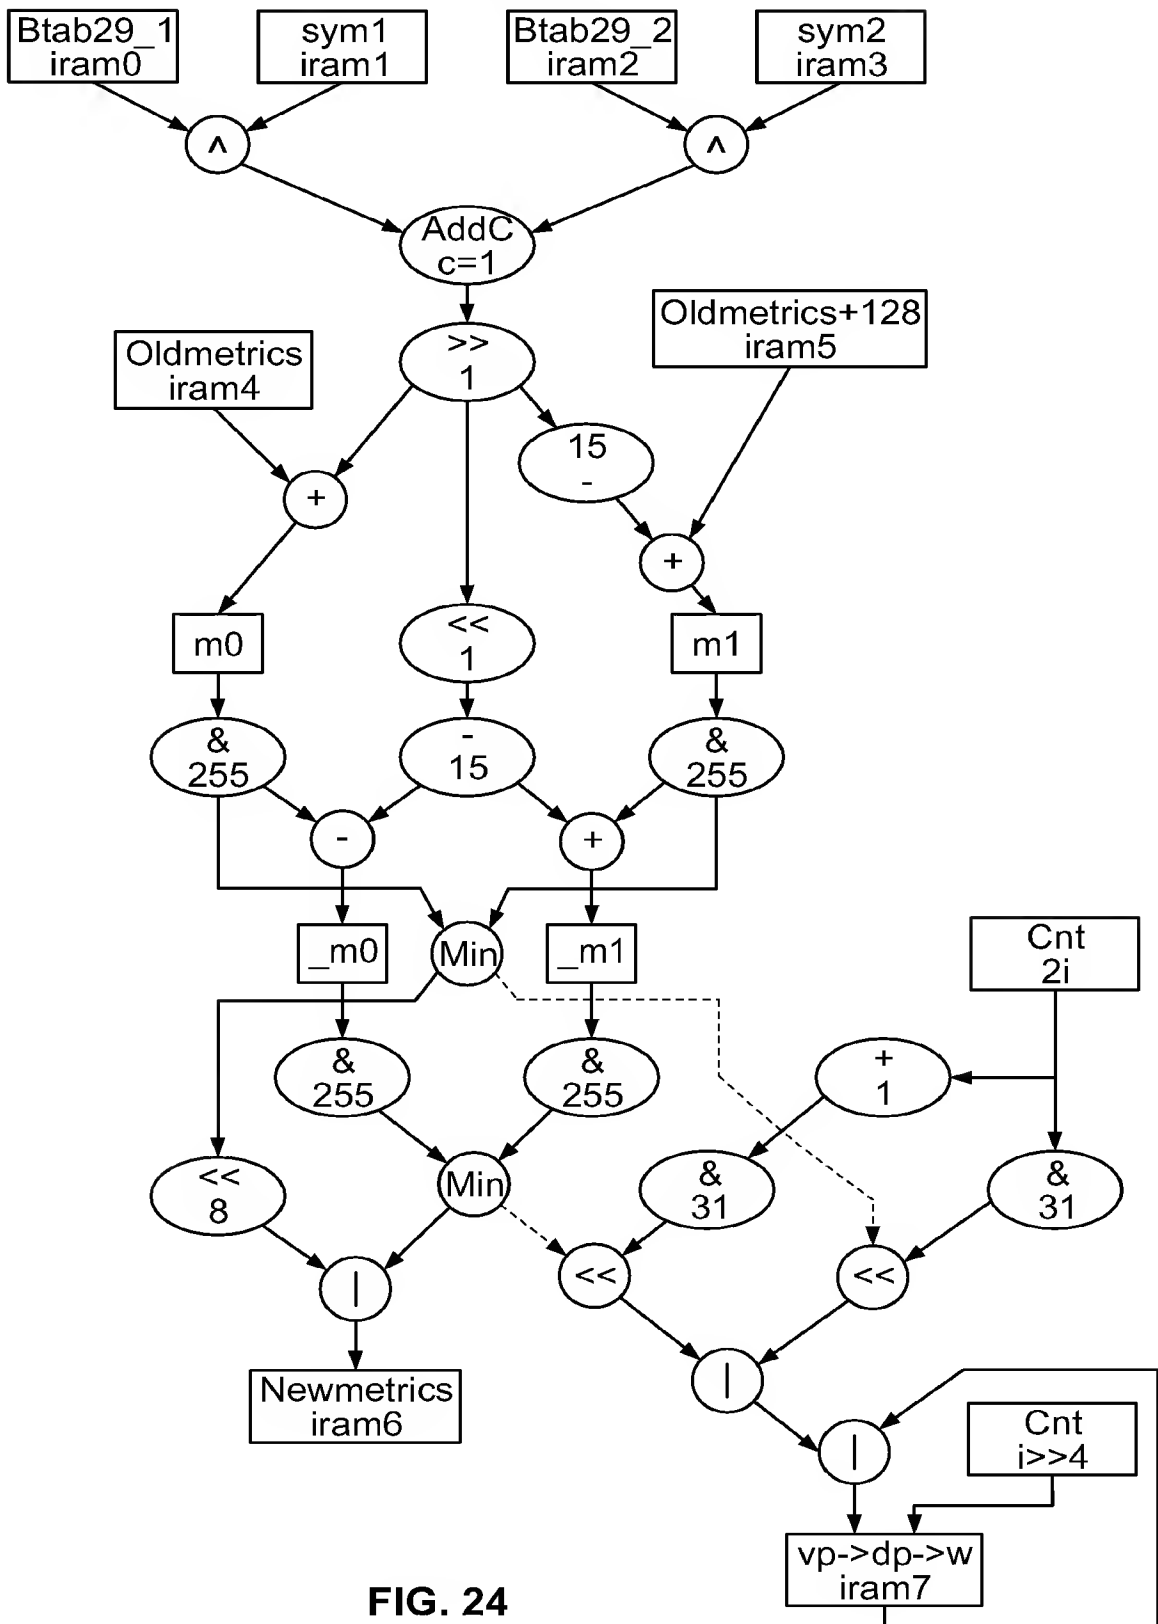 Btab29_1
iram0
sym1
iram1
Btab29_2
iram2
sym2
iram3
^
^
AddC
c=1
Oldmetrics
iram4
>>
1
Oldmetrics+128
iram5
15
-
+
+
m0
<<
1
m1
&
255
-
15
&
255
-
+
_m0
Min
_m1
Cnt
2i
&
255
&
255
+
1
<<
8
Min
&
31
&
31
|
<<
<<
Newmetrics
iram6
|
|
Cnt
i>>4
vp->dp->w
iram7
FIG. 24